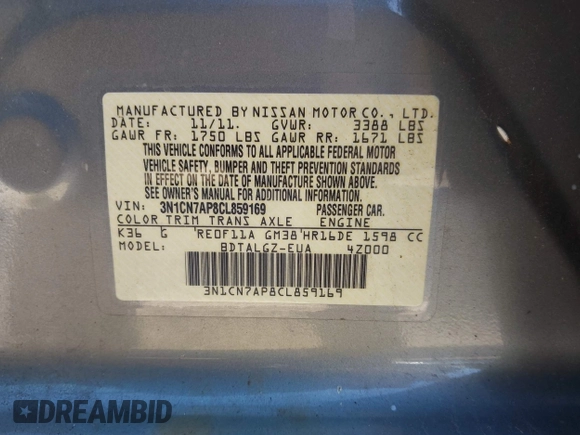 MANUFACTURED BY NISSAN MOTOR CO., LTD.
DATE: 11/11. GVWR: 3388 LBS
GAWR FR: 1750 LBS GAWR RR: 1671 LBS
THIS VEHICLE CONFORMS TO ALL APPLICABLE FEDERAL MOTOR
VEHICLE SAFETY, BUMPER AND THEFT PREVENTION STANDARDS
IN EFFECT ON THE DATE OF MANUFACTURE SHOWN ABOVE.
SEE OWNER'S MANUAL FOR ADDITIONAL INFORMATION
VIN: 3N1CN7AP8CL859169 PASSENGER CAR
COLOR TRIM TRANS AXLE ENGINE
K36 G RE0F11A GM38 HR16DE 1598 CC
MODEL: BDTALGZ-EUA 4Z000
3N1CN7AP8CL859169
DREAMBID